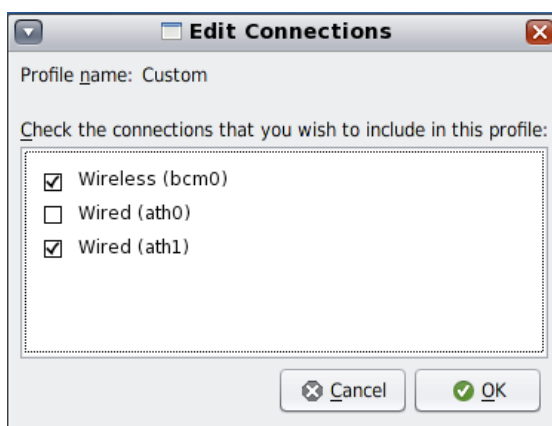 Edit Connections
Profile name: Custom
Check the connections that you wish to include in this profile:
Wireless (bcm0)
Wired (ath0)
Wired (ath1)
Cancel OK